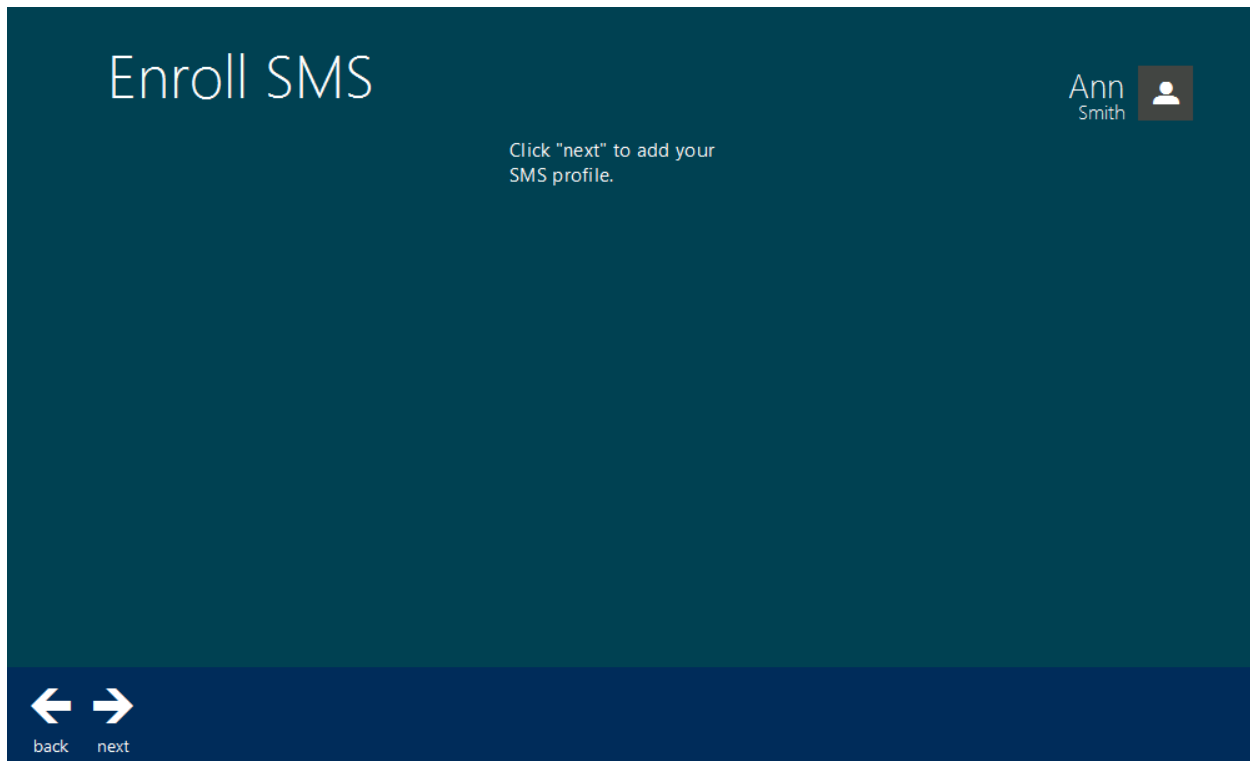 Enroll SMS
Ann
Smith
Click "next" to add your
SMS profile.
back next